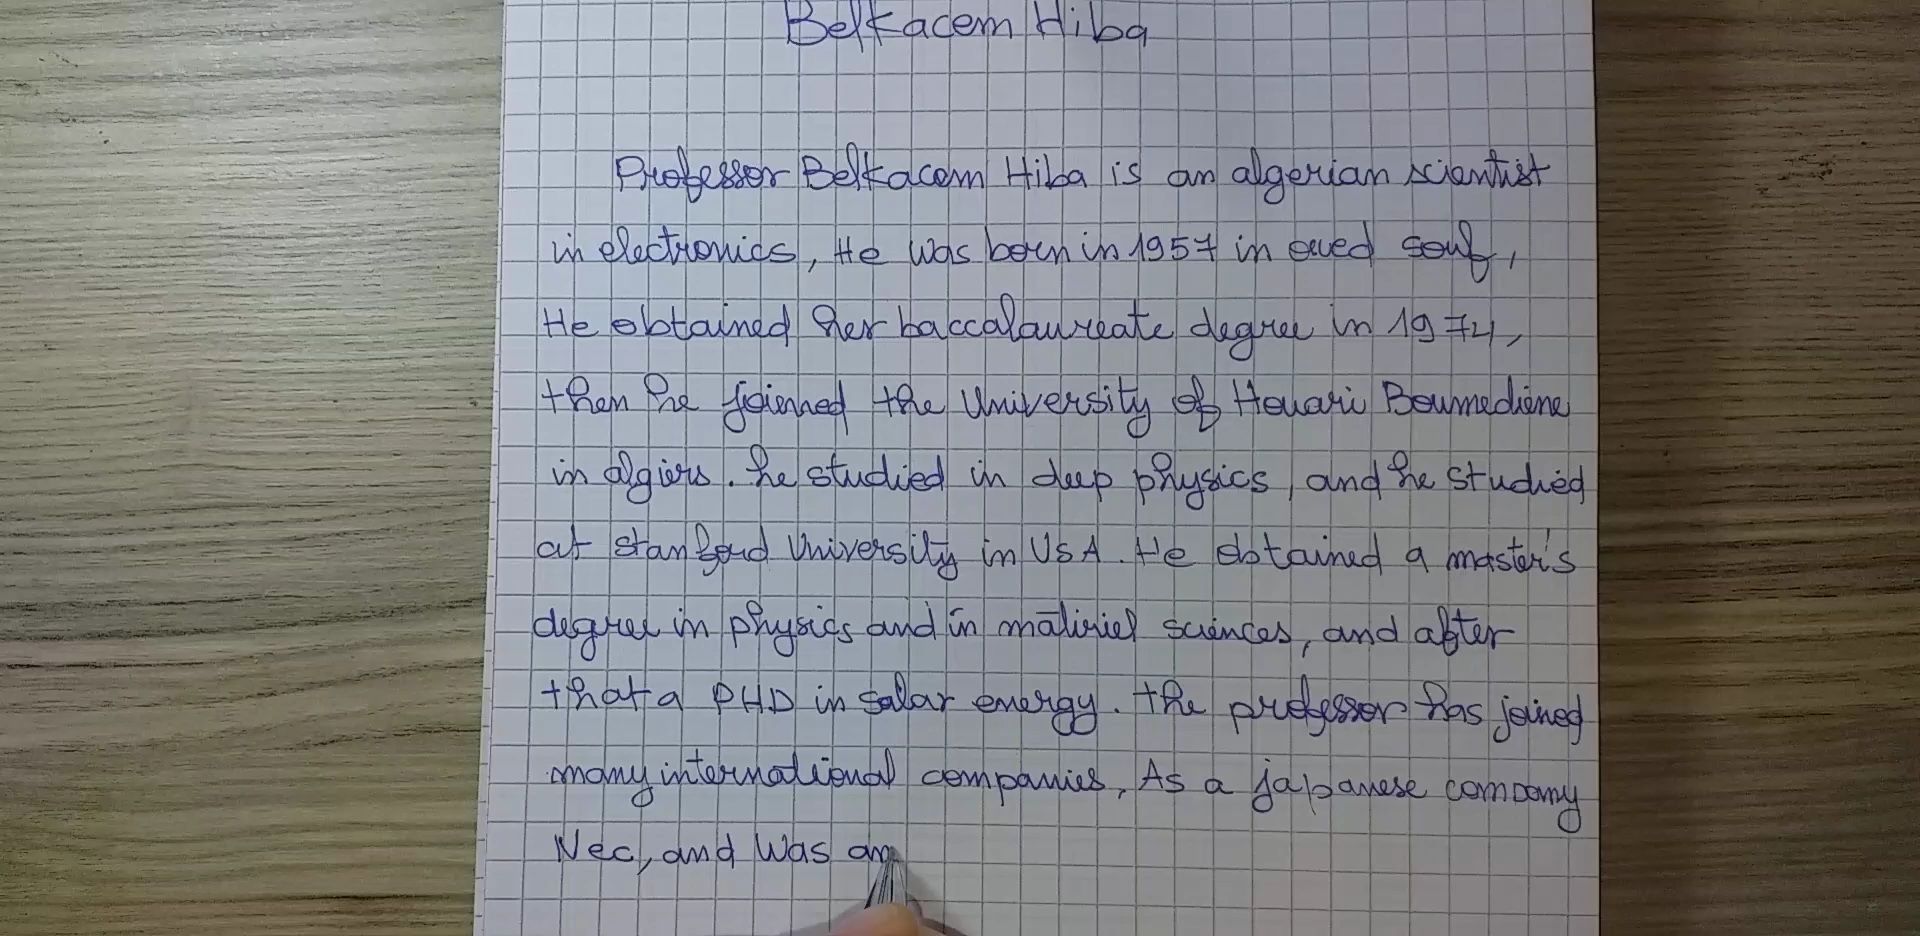 Belkacem Hiba
Professor Belkacem Hiba is an algerian scientist
in electronics, He was born in 1957 in oued souf,
He obtained her baccalaureate degree in 1974,
then he joienned the University of Houari Boumediène
in algiers. he studied in deep physics, and he studied
at stanford University in USA. He obtained a master's
degree in physics and in matiriel sciences, and after
that a PHD in solar energy. the professor has joined
many international companies, As a japanese company
Nec, and was an